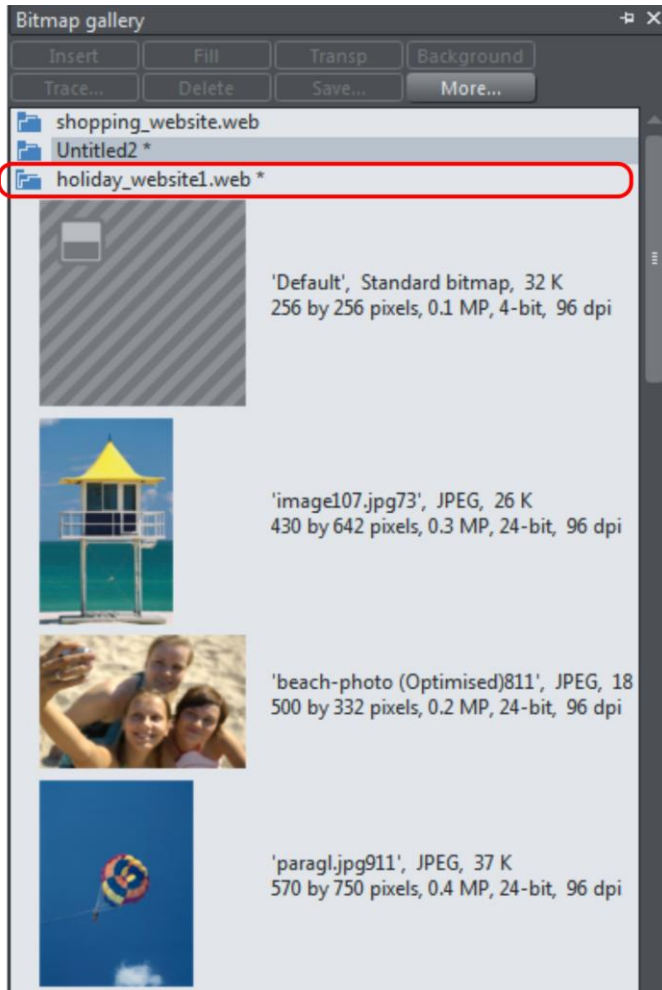 Bitmap gallery
Insert Fill Transp Background
Trace... Delete Save... More...
shopping_website.web
Untitled2 *
holiday_website1.web *
'Default', Standard bitmap, 32 K
256 by 256 pixels, 0.1 MP, 4-bit, 96 dpi
'image107.jpg73', JPEG, 26 K
430 by 642 pixels, 0.3 MP, 24-bit, 96 dpi
'beach-photo (Optimised)811', JPEG, 18
500 by 332 pixels, 0.2 MP, 24-bit, 96 dpi
'paragl.jpg911', JPEG, 37 K
570 by 750 pixels, 0.4 MP, 24-bit, 96 dpi